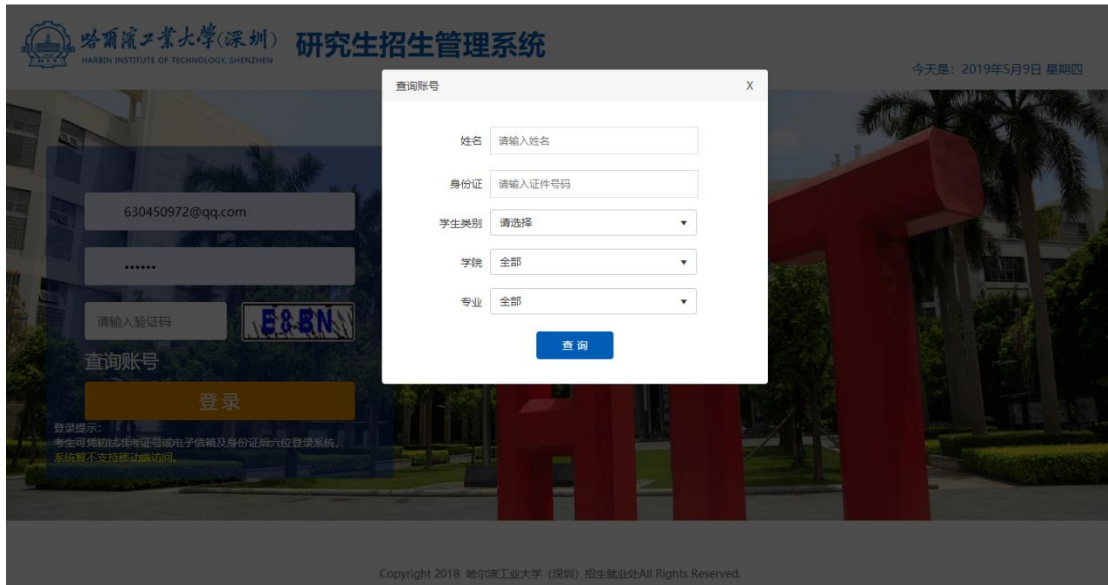 哈爾濱工業大學(深圳)
HARBIN INSTITUTE OF TECHNOLOGY, SHENZHEN
研究生招生管理系统
今天是：2019年5月9日 星期四
查询账号 X
姓名 请输入姓名
身份证 请输入证件号码
学生类别 请选择
学院 全部
专业 全部
查 询
630450972@qq.com
••••••
请输入验证码 E8BN
查询账号
登录
登录提示：
考生可凭初试准考证号或电子信箱及身份证后六位登录系统，
系统暂不支持移动端访问。
Copyright 2018 哈尔滨工业大学（深圳）招生就业处All Rights Reserved.